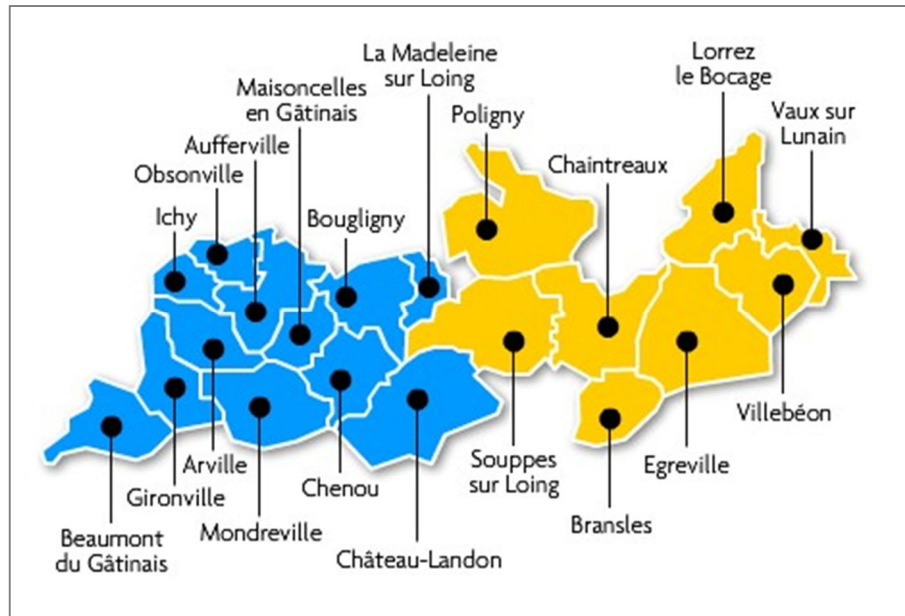 La Madeleine
sur Loing
Lorrez
le Bocage
Maisoncelles
en Gâtinais
Poligny
Vaux sur
Lunain
Aufferville
Chaintreaux
Obsonville
Ichy
Bougligny
Villebéon
Arville
Souppes
sur Loing
Egreville
Gironville
Chenou
Bransles
Beaumont
du Gâtinais
Mondreville
Château-Landon